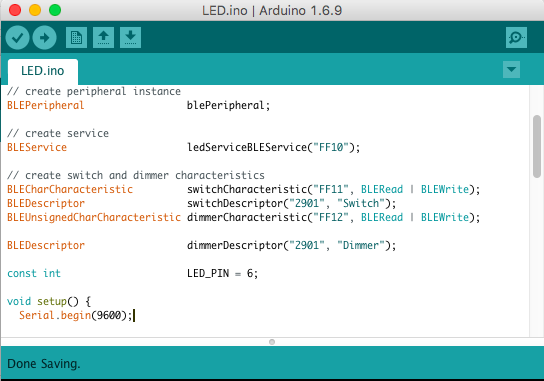 LED.ino | Arduino 1.6.9
LED.ino
// create peripheral instance
BLEPeripheral blePeripheral;
// create service
BLEService ledServiceBLEService("FF10");
// create switch and dimmer characteristics
BLECharCharacteristic switchCharacteristic("FF11", BLERead | BLEWrite);
BLEDescriptor switchDescriptor("2901", "Switch");
BLEUnsignedCharCharacteristic dimmerCharacteristic("FF12", BLERead | BLEWrite);
BLEDescriptor dimmerDescriptor("2901", "Dimmer");
const int LED_PIN = 6;
void setup() {
Serial.begin(9600);
Done Saving.